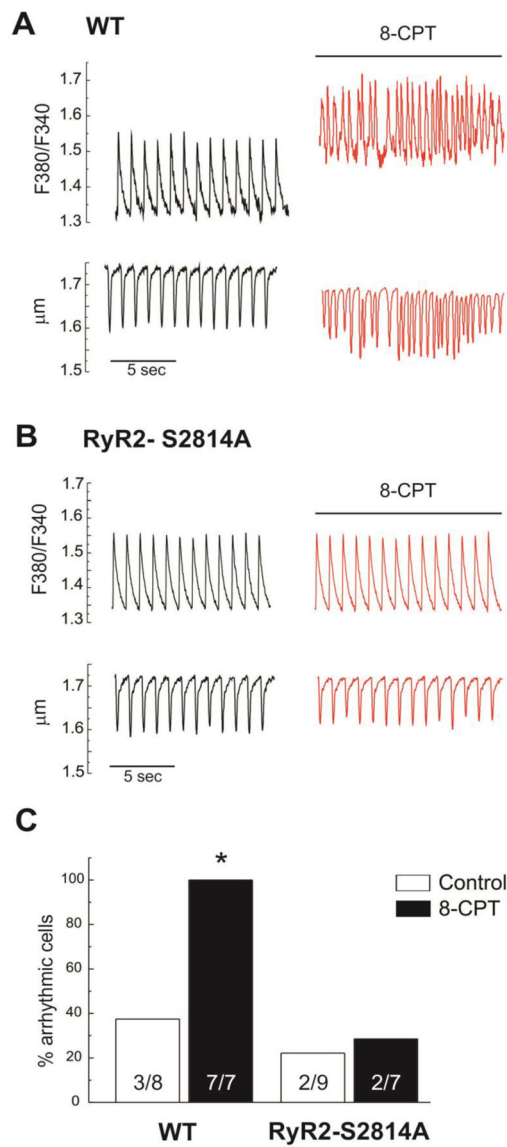 A WT
8-CPT
F380/F340
1.7
1.6
1.5
1.4
1.3
μm
1.7
1.6
1.5
5 sec
B RyR2- S2814A
8-CPT
F380/F340
1.7
1.6
1.5
1.4
1.3
μm
1.7
1.6
1.5
5 sec
C
*
Control
8-CPT
% arrhythmic cells
100
80
60
40
20
0
3/8 7/7 2/9 2/7
WT RyR2-S2814A